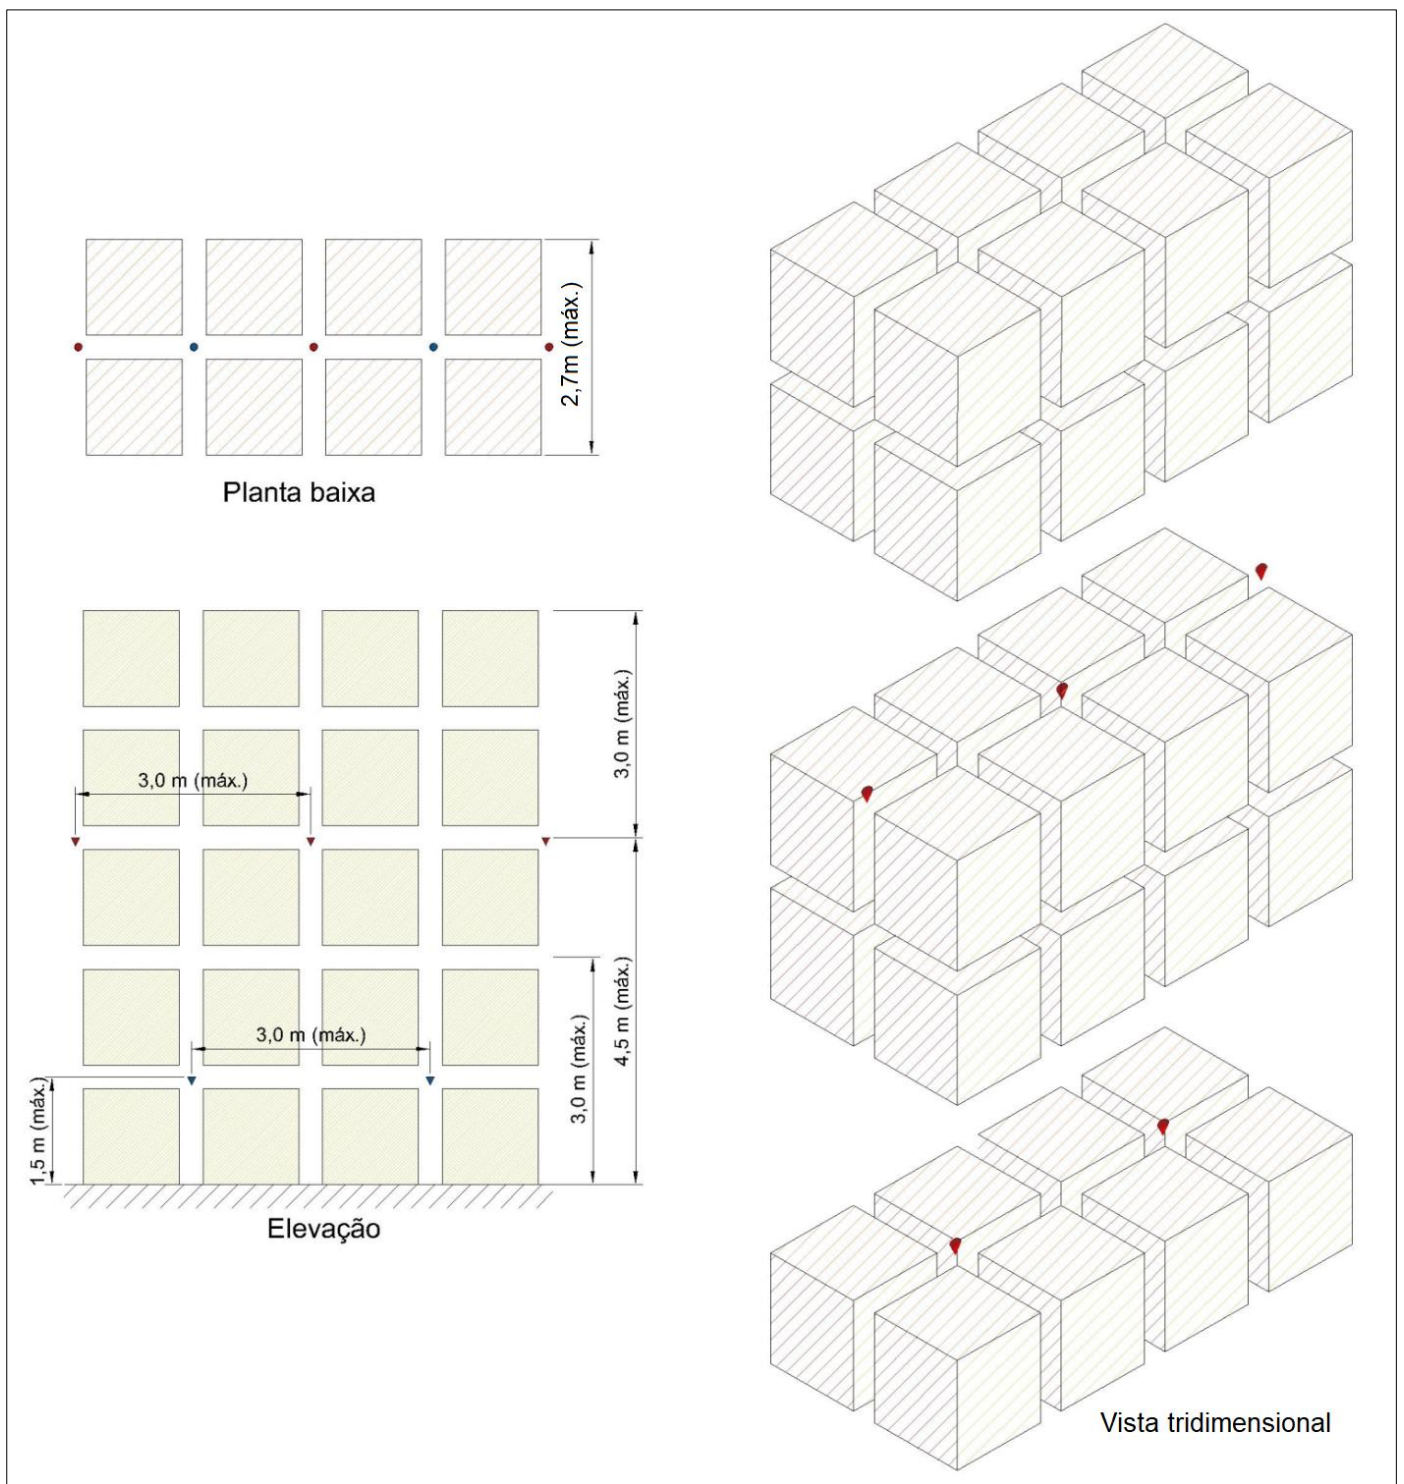 2,7m (máx.)
Planta baixa
3,0 m (máx.)
3,0 m (máx.)
3,0 m (máx.)
1,5 m (máx.)
3,0 m (máx.)
4,5 m (máx.)
Elevação
Vista tridimensional